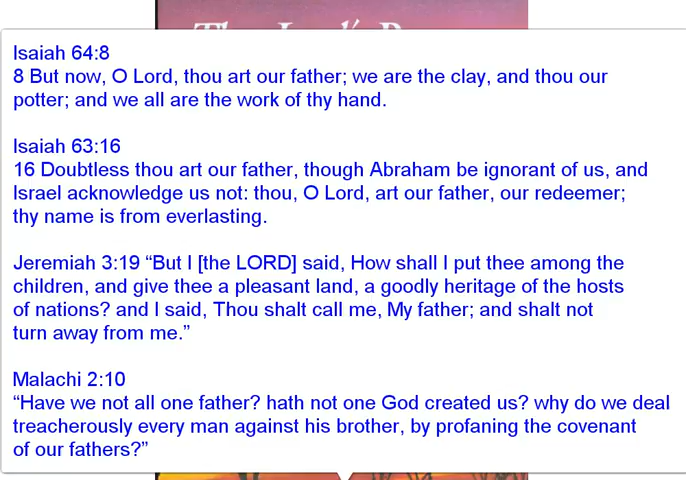 Isaiah 64:8
8 But now, O Lord, thou art our father; we are the clay, and thou our
potter; and we all are the work of thy hand.
Isaiah 63:16
16 Doubtless thou art our father, though Abraham be ignorant of us, and
Israel acknowledge us not: thou, O Lord, art our father, our redeemer;
thy name is from everlasting.
Jeremiah 3:19 “But I [the LORD] said, How shall I put thee among the
children, and give thee a pleasant land, a goodly heritage of the hosts
of nations? and I said, Thou shalt call me, My father; and shalt not
turn away from me.”
Malachi 2:10
“Have we not all one father? hath not one God created us? why do we deal
treacherously every man against his brother, by profaning the covenant
of our fathers?”